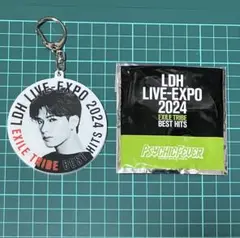 LDH LIVE-EXPO 2024
EXILE TRIBE BEST HITS
LDH
LIVE-EXPO
2024
EXILE TRIBE
BEST HITS
PSYCHIC FEVER